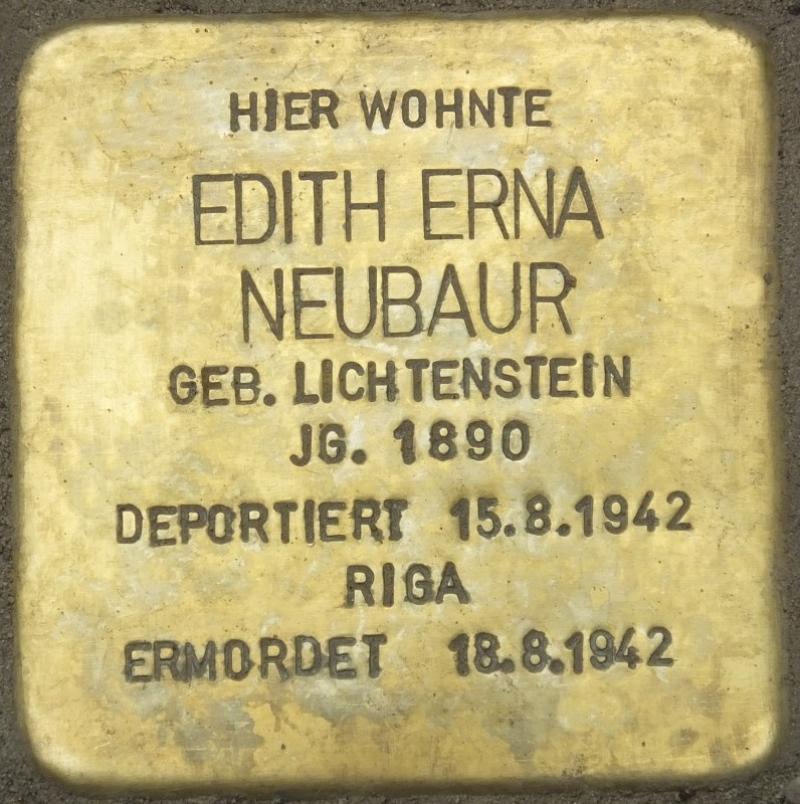 HIER WOHNTE
EDITH ERNA
NEUBAUR
GEB. LICHTENSTEIN
JG. 1890
DEPORTIERT 15.8.1942
RIGA
ERMORDET 18.8.1942